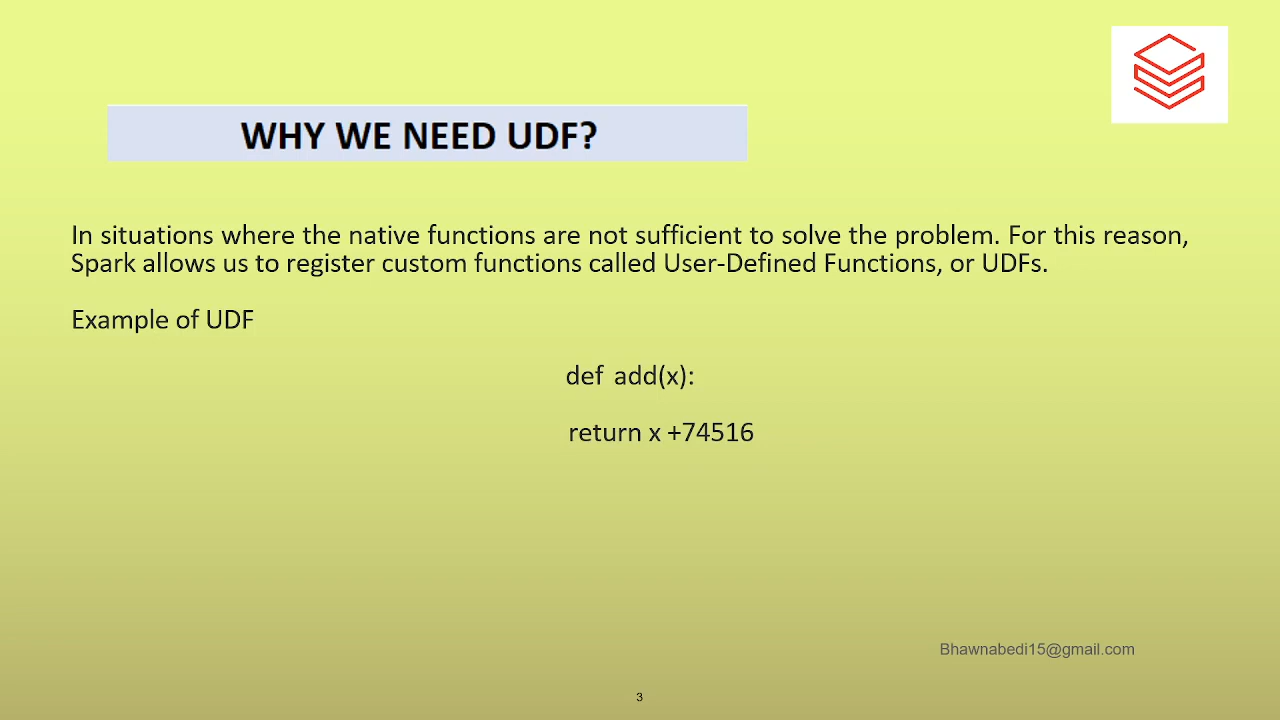 WHY WE NEED UDF?
In situations where the native functions are not sufficient to solve the problem. For this reason,
Spark allows us to register custom functions called User-Defined Functions, or UDFs.
Example of UDF
def add(x):
return x +74516
Bhawnabedi15@gmail.com
3